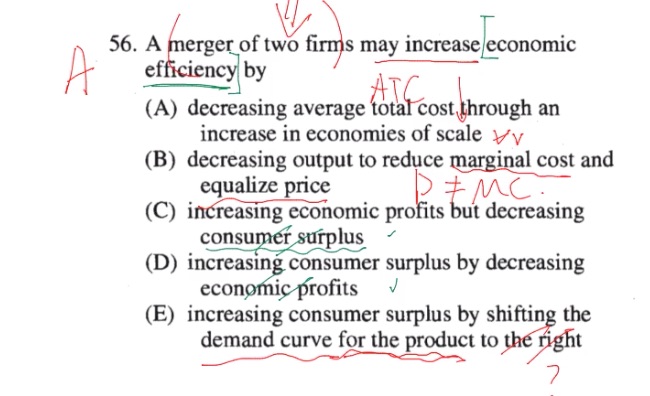 A
56. A merger of two firms may increase economic
efficiency by
ATC ↓
(A) decreasing average total cost through an
increase in economies of scale
(B) decreasing output to reduce marginal cost and
equalize price
P ≠ MC.
(C) increasing economic profits but decreasing
consumer surplus
(D) increasing consumer surplus by decreasing
economic profits
(E) increasing consumer surplus by shifting the
demand curve for the product to the right
?